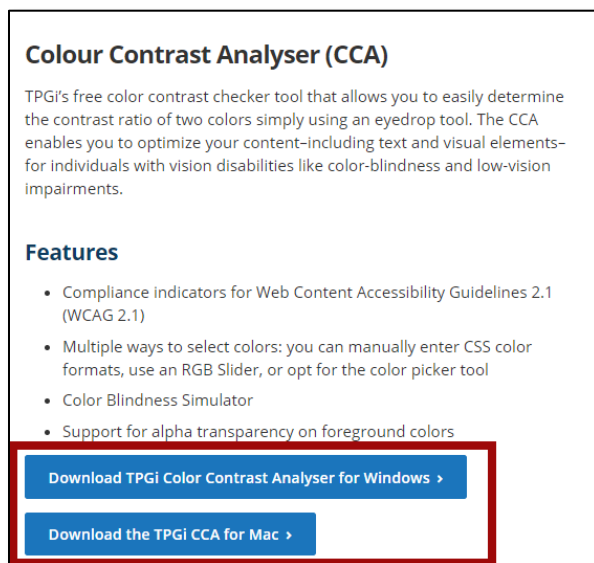 Colour Contrast Analyser (CCA)
TPGi’s free color contrast checker tool that allows you to easily determine
the contrast ratio of two colors simply using an eyedrop tool. The CCA
enables you to optimize your content–including text and visual elements–
for individuals with vision disabilities like color-blindness and low-vision
impairments.
Features
• Compliance indicators for Web Content Accessibility Guidelines 2.1
(WCAG 2.1)
• Multiple ways to select colors: you can manually enter CSS color
formats, use an RGB Slider, or opt for the color picker tool
• Color Blindness Simulator
• Support for alpha transparency on foreground colors
Download TPGi Color Contrast Analyser for Windows ›
Download the TPGi CCA for Mac ›